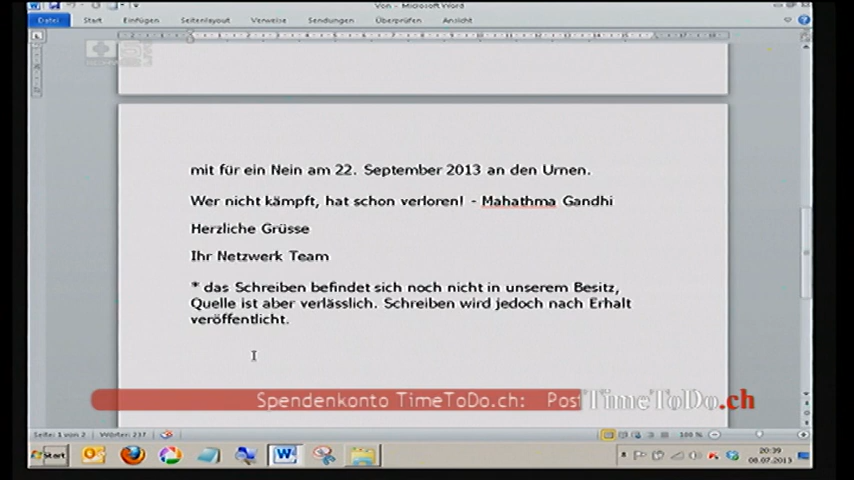 Von - Microsoft Word
Datei Start Einfügen Seitenlayout Verweise Sendungen Überprüfen Ansicht
mit für ein Nein am 22. September 2013 an den Urnen.
Wer nicht kämpft, hat schon verloren! - Mahathma Gandhi
Herzliche Grüsse
Ihr Netzwerk Team
* das Schreiben befindet sich noch nicht in unserem Besitz,
Quelle ist aber verlässlich. Schreiben wird jedoch nach Erhalt
veröffentlicht.
Spendenkonto TimeToDo.ch: Post
TimeToDo.ch
Seite: 1 von 2 Wörter: 237 100 %
Start
20:39
08.07.2013